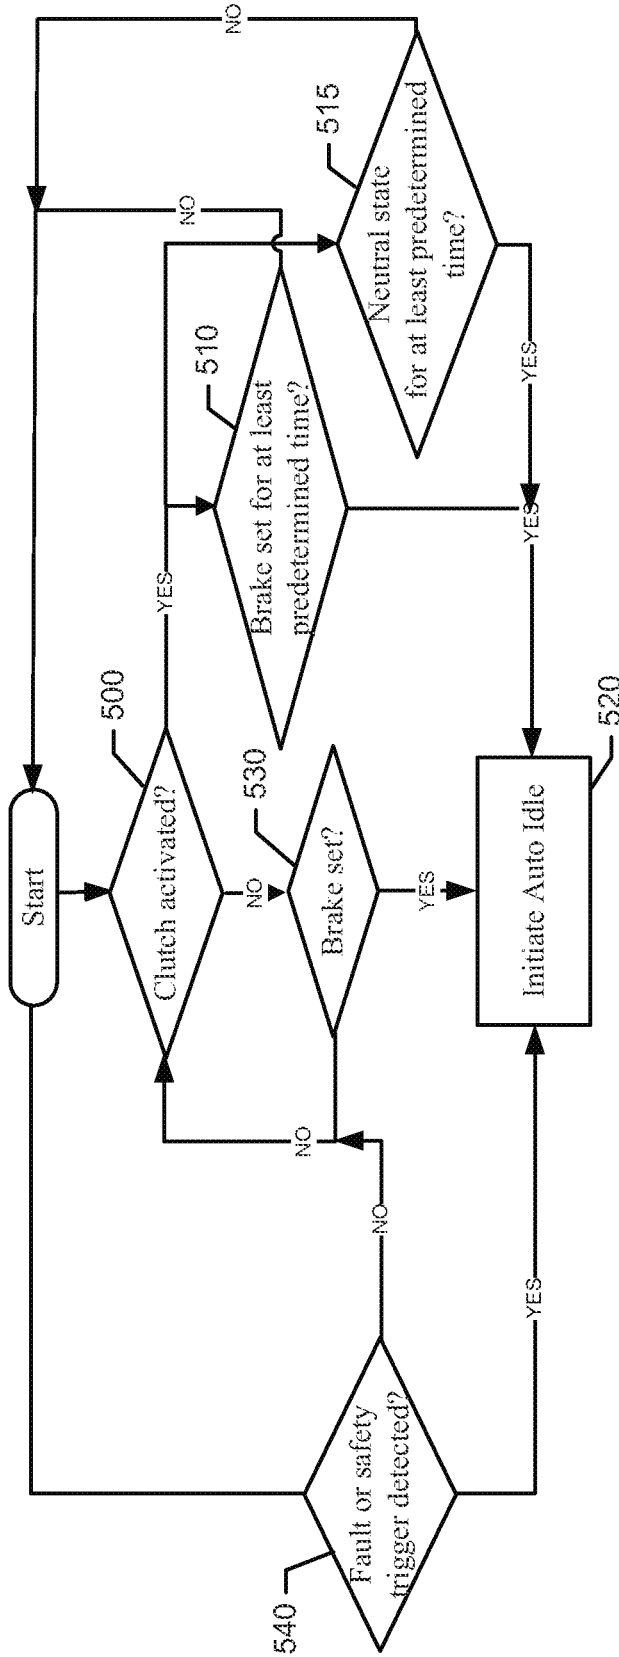 Start
500
Clutch activated?
YES
NO
510
Brake set for at least
predetermined time?
NO
YES
515
Neutral state
for at least predetermined
time?
NO
YES
530
Brake set?
NO
YES
540
Fault or safety
trigger detected?
NO
YES
Initiate Auto Idle
520